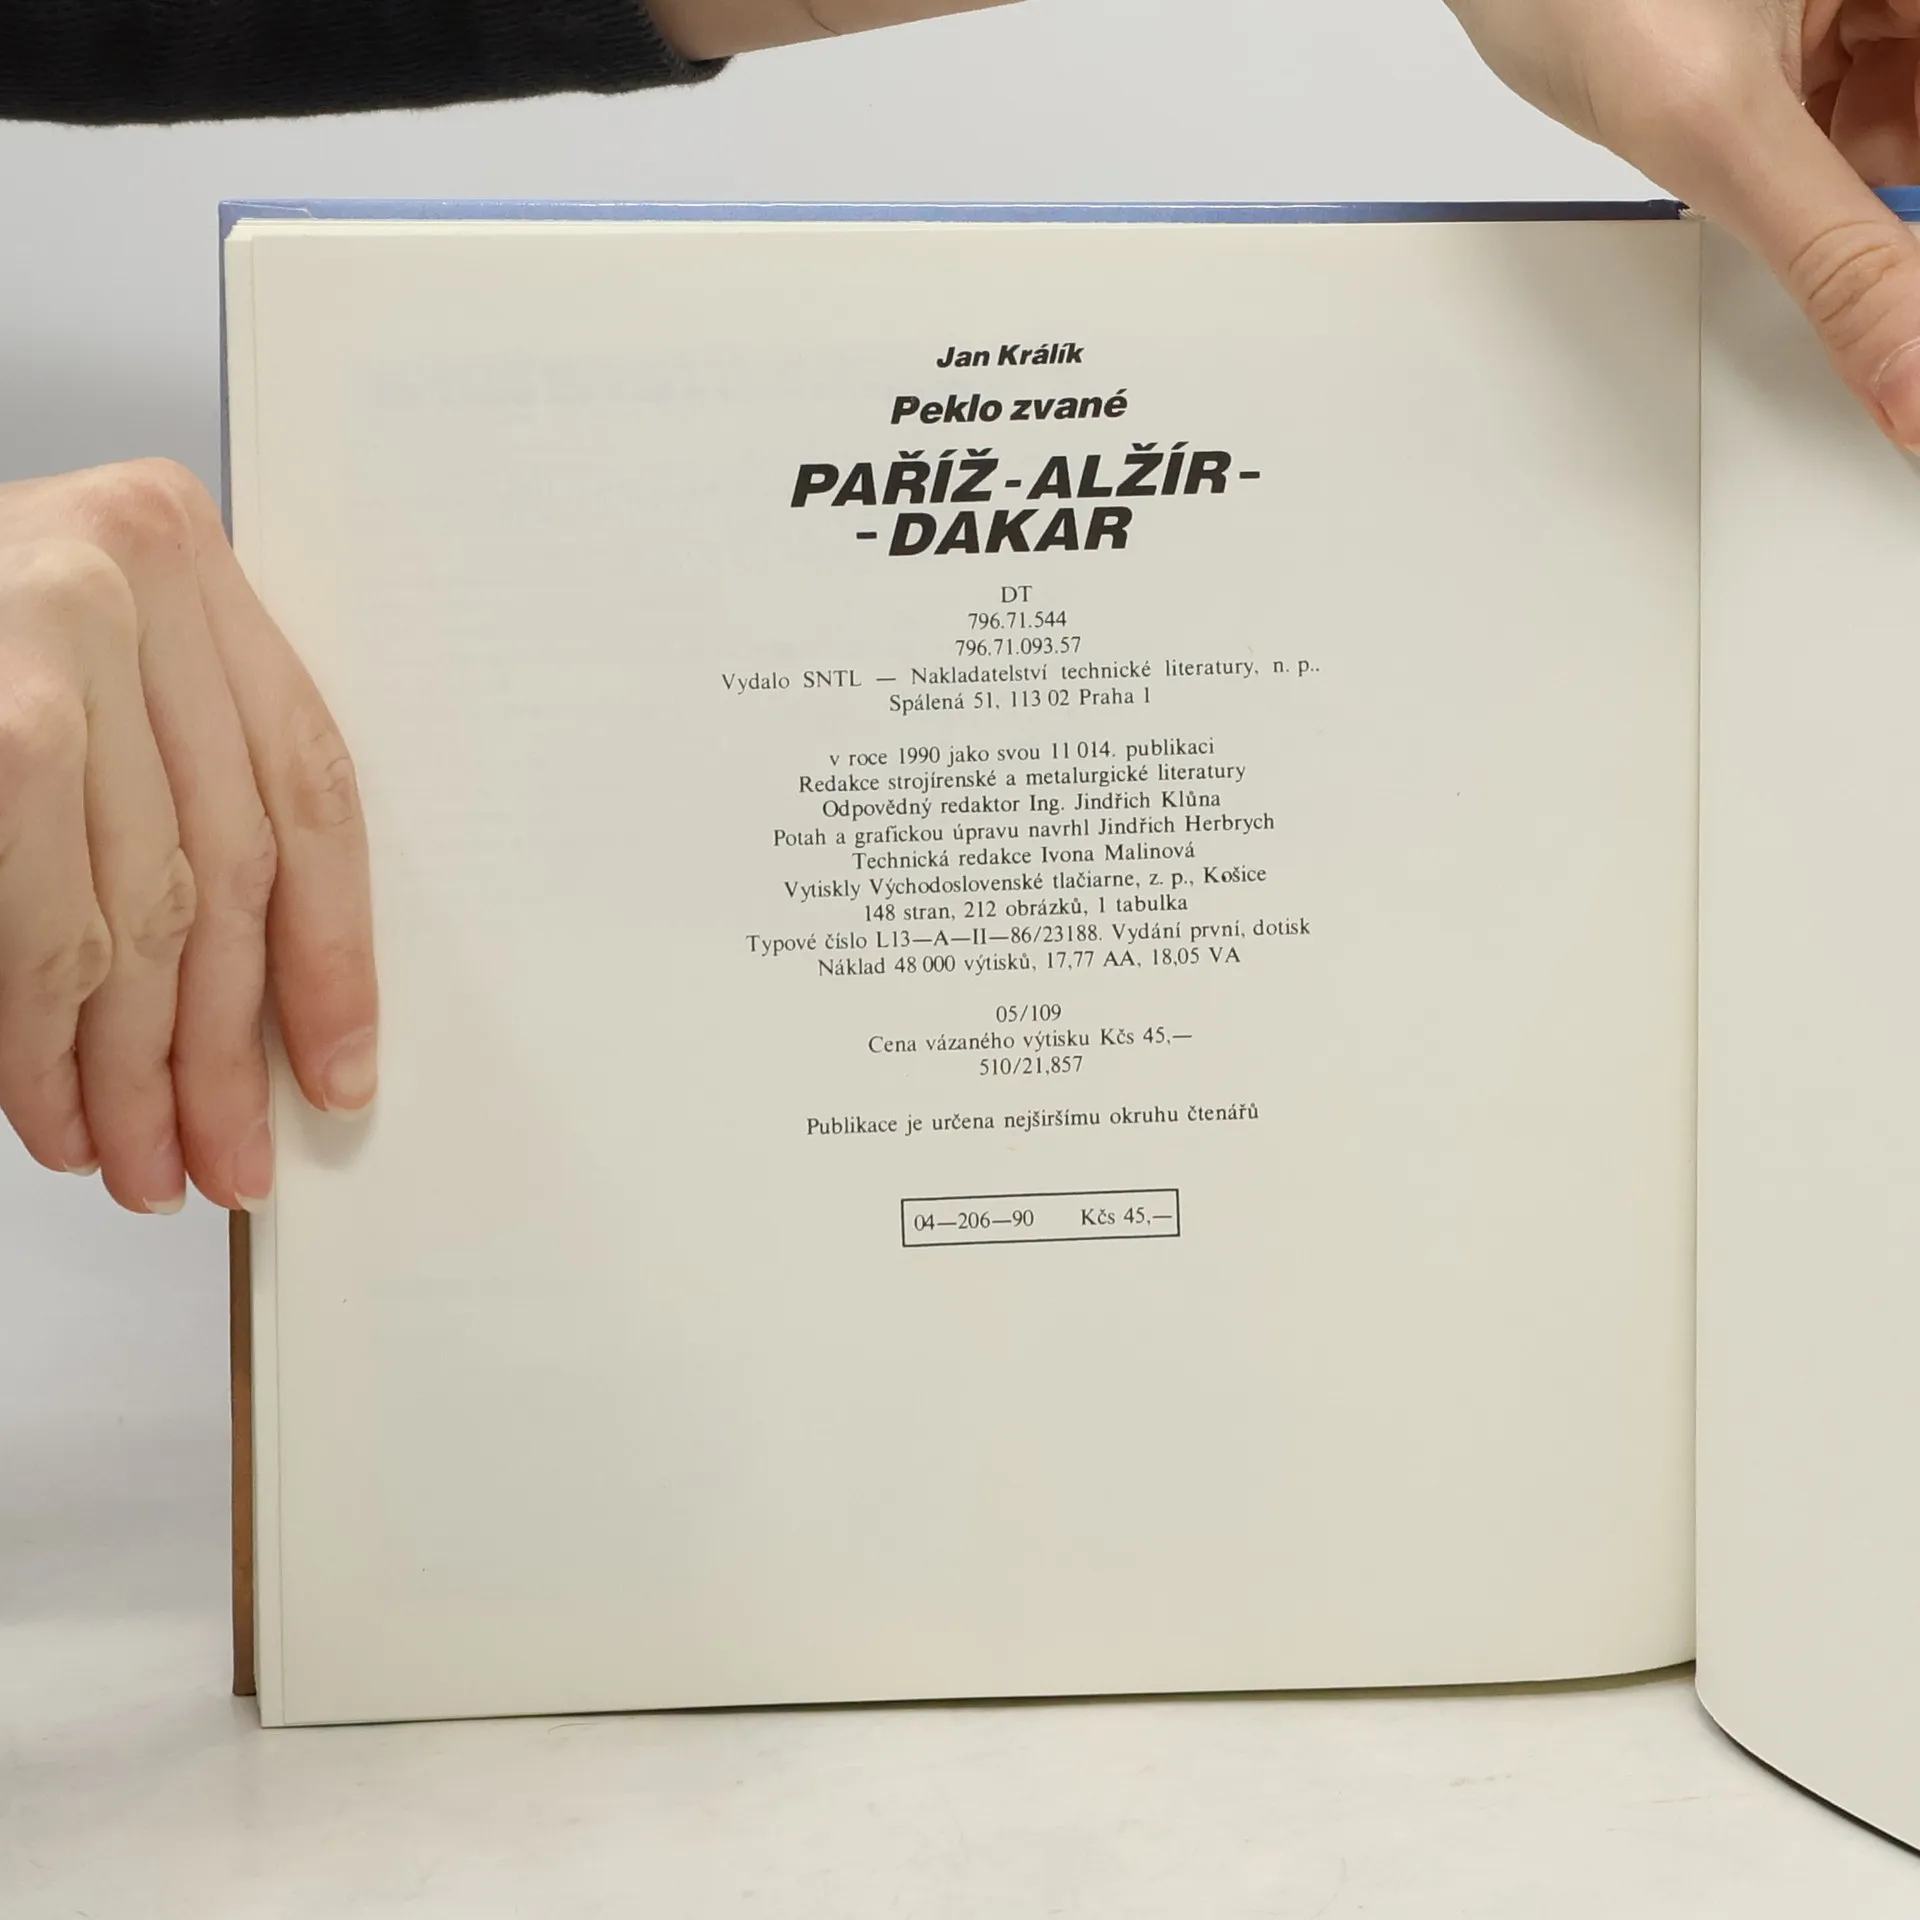 Jan Králík
Peklo zvané
PAŘÍŽ - ALŽÍR -
- DAKAR
DT
796.71.544
796.71.093.57
Vydalo SNTL — Nakladatelství technické literatury, n. p..
Spálená 51, 113 02 Praha 1
v roce 1990 jako svou 11 014. publikaci
Redakce strojírenské a metalurgické literatury
Odpovědný redaktor Ing. Jindřich Klůna
Potah a grafickou úpravu navrhl Jindřich Herbrych
Technická redakce Ivona Malinová
Vytiskly Východoslovenské tlačiarne, z. p., Košice
148 stran, 212 obrázků, 1 tabulka
Typové číslo L13—A—II—86/23188. Vydání první, dotisk
Náklad 48 000 výtisků, 17,77 AA, 18,05 VA
05/109
Cena vázaného výtisku Kčs 45,—
510/21,857
Publikace je určena nejširšímu okruhu čtenářů
04—206—90 Kčs 45,—